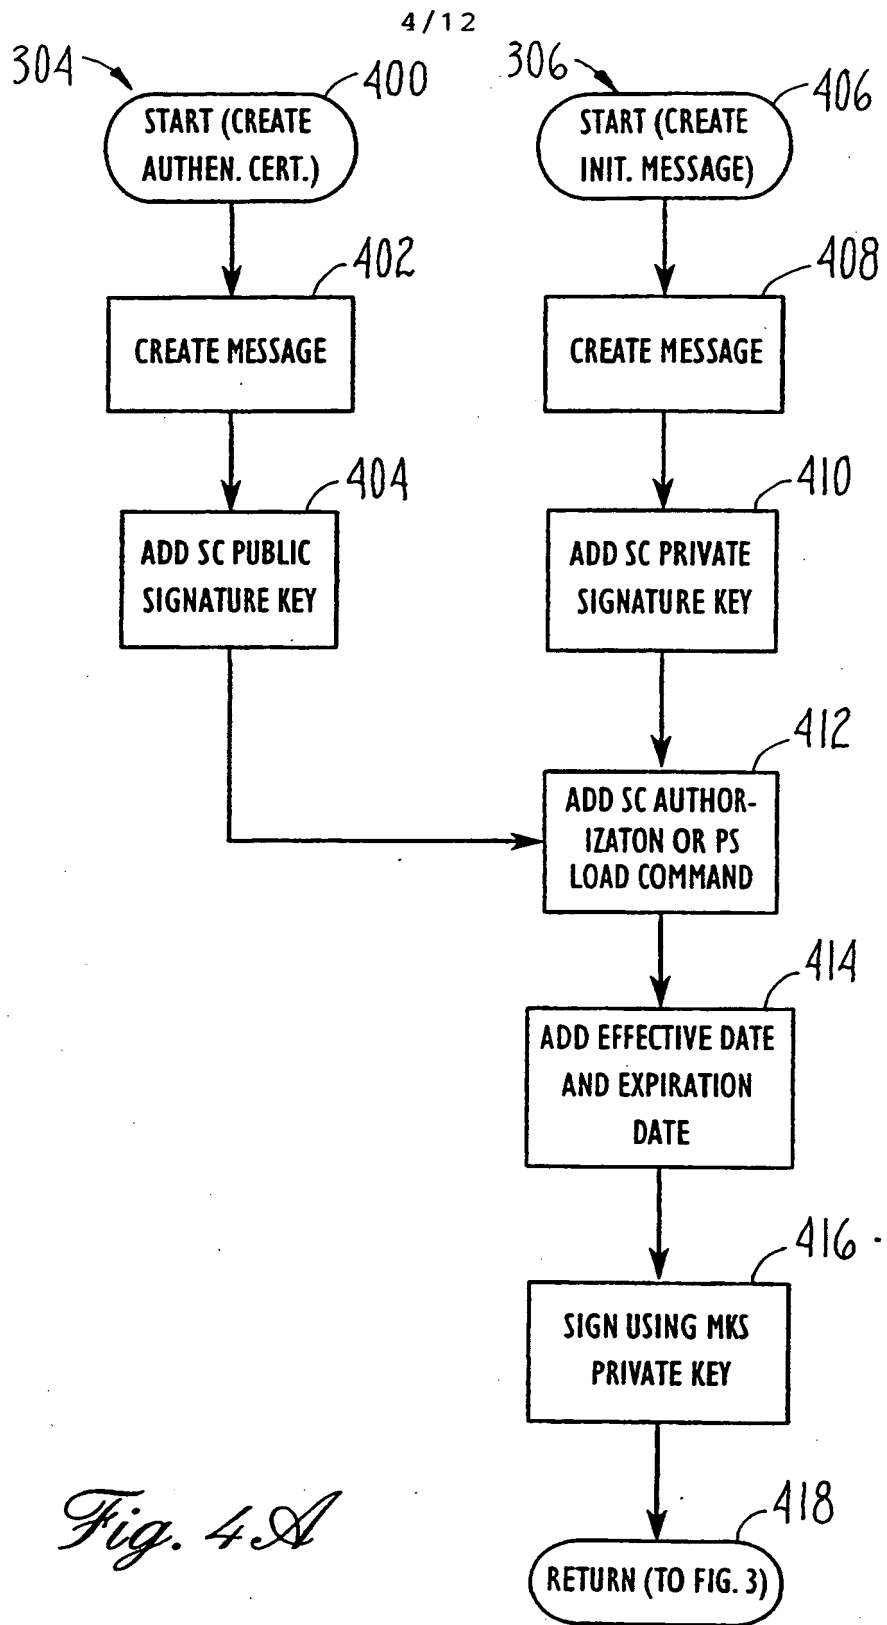 4/12
304
400
START (CREATE
AUTHEN. CERT.)
402
CREATE MESSAGE
404
ADD SC PUBLIC
SIGNATURE KEY
306
406
START (CREATE
INIT. MESSAGE)
408
CREATE MESSAGE
410
ADD SC PRIVATE
SIGNATURE KEY
412
ADD SC AUTHOR-
IZATON OR PS
LOAD COMMAND
414
ADD EFFECTIVE DATE
AND EXPIRATION
DATE
416
SIGN USING MKS
PRIVATE KEY
418
RETURN (TO FIG. 3)
Fig. 4A